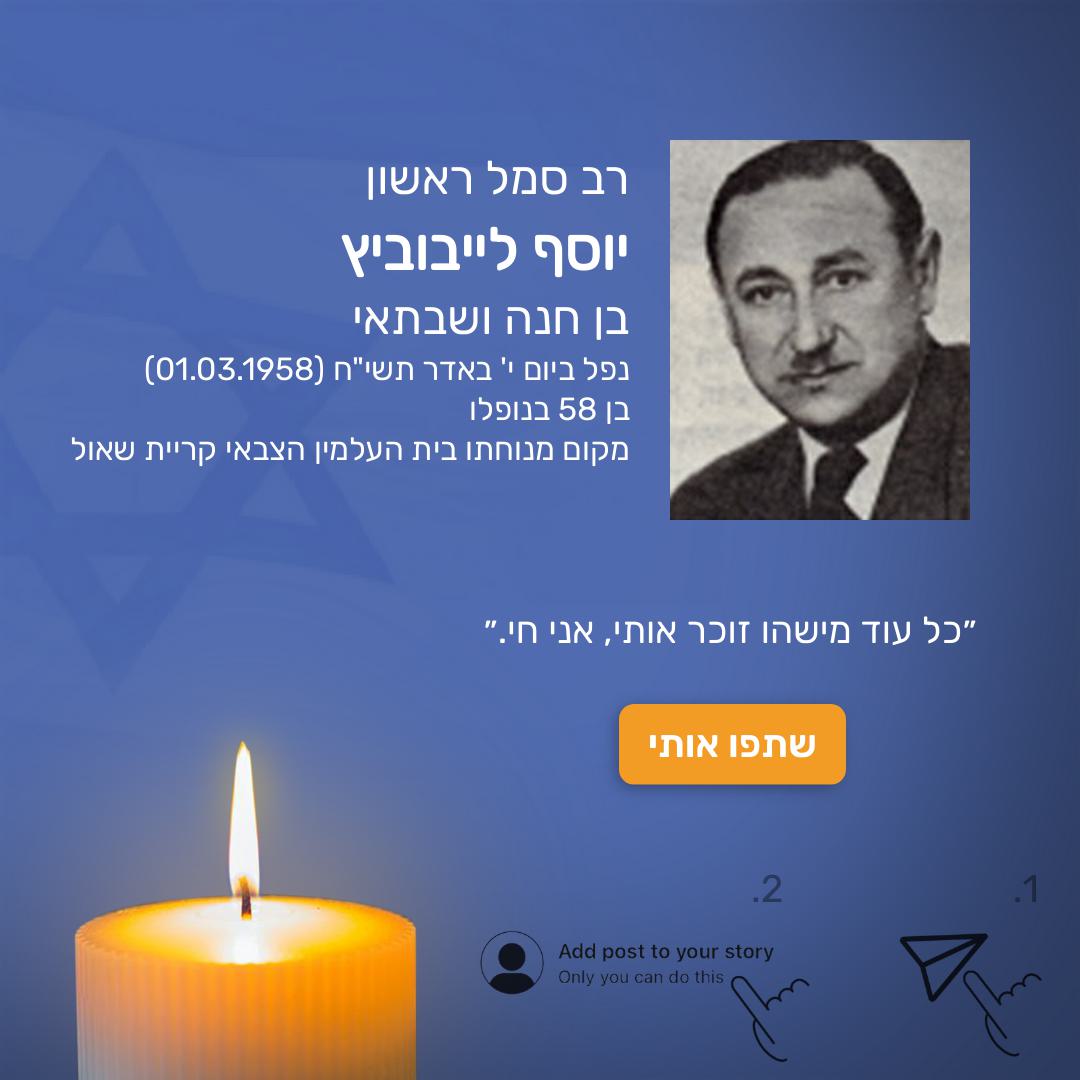 רב סמל ראשון
יוסף לייבוביץ
בן חנה ושבתאי
נפל ביום י' באדר תשי"ח (01.03.1958)
בן 58 בנופלו
מקום מנוחתו בית העלמין הצבאי קריית שאול
״כל עוד מישהו זוכר אותי, אני חי.״
שתפו אותי
1.
2.
Add post to your story
Only you can do this